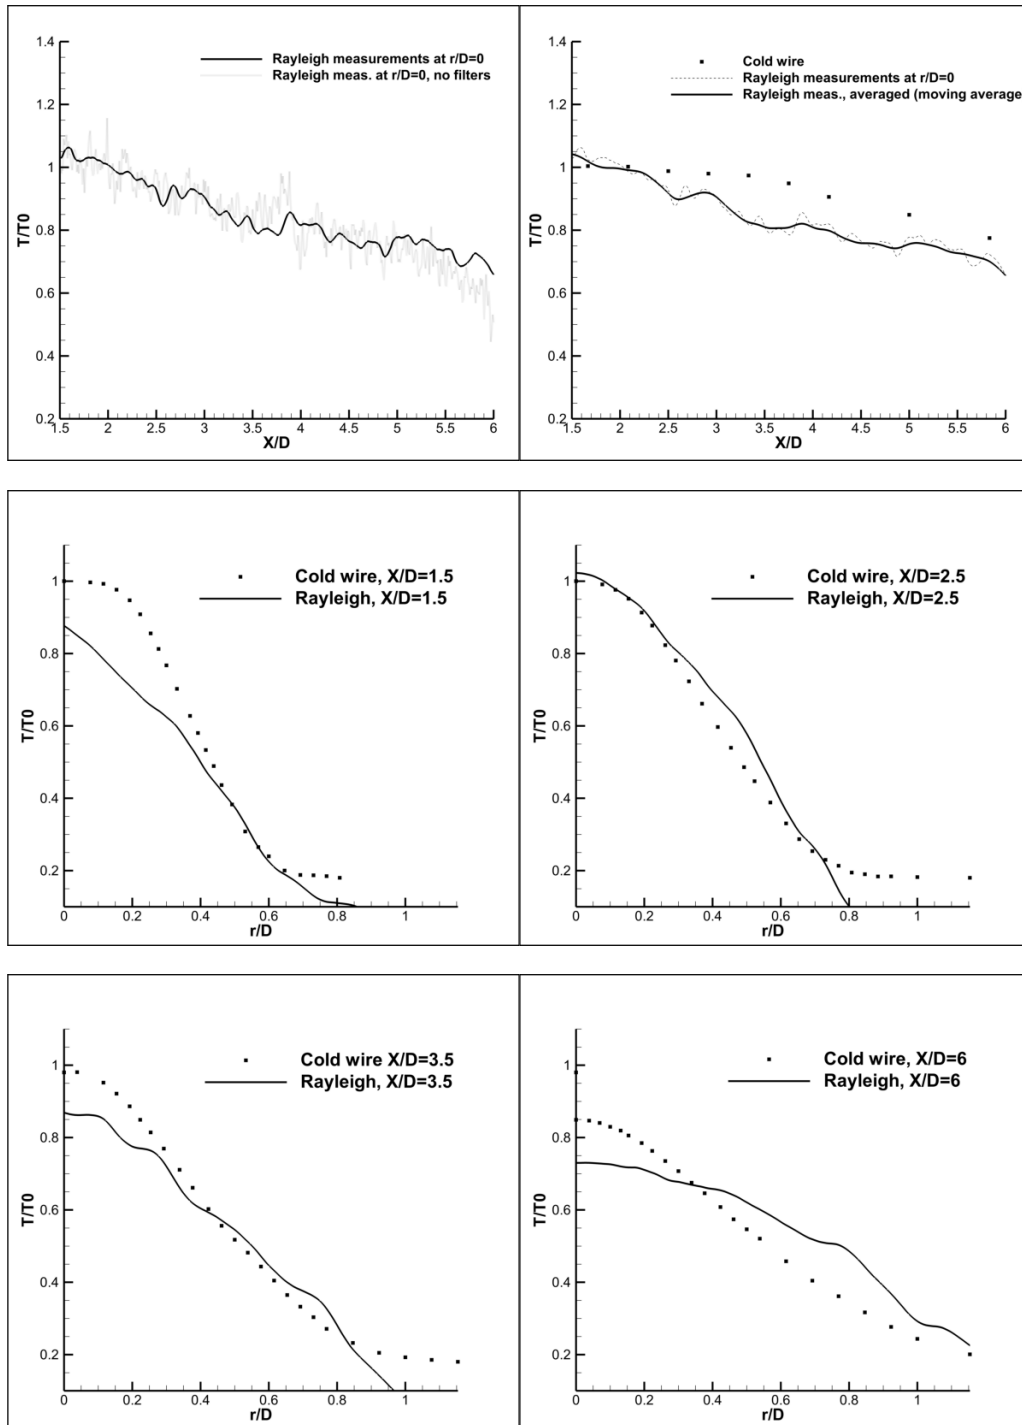 1.4
1.2
1
0.8
0.6
0.4
0.2
T/T0
Rayleigh measurements at r/D=0
Rayleigh meas. at r/D=0, no filters
1.5 2 2.5 3 3.5 4 4.5 5 5.5 6
X/D
1.4
1.2
1
0.8
0.6
0.4
0.2
T/T0
Cold wire
Rayleigh measurements at r/D=0
Rayleigh meas., averaged (moving average
1.5 2 2.5 3 3.5 4 4.5 5 5.5 6
X/D
1
0.8
0.6
0.4
0.2
T/T0
Cold wire, X/D=1.5
Rayleigh, X/D=1.5
0 0.2 0.4 0.6 0.8 1
r/D
1
0.8
0.6
0.4
0.2
T/T0
Cold wire, X/D=2.5
Rayleigh, X/D=2.5
0 0.2 0.4 0.6 0.8 1
r/D
1
0.8
0.6
0.4
0.2
T/T0
Cold wire X/D=3.5
Rayleigh, X/D=3.5
0 0.2 0.4 0.6 0.8 1
r/D
1
0.8
0.6
0.4
0.2
T/T0
Cold wire, X/D=6
Rayleigh, X/D=6
0 0.2 0.4 0.6 0.8 1
r/D